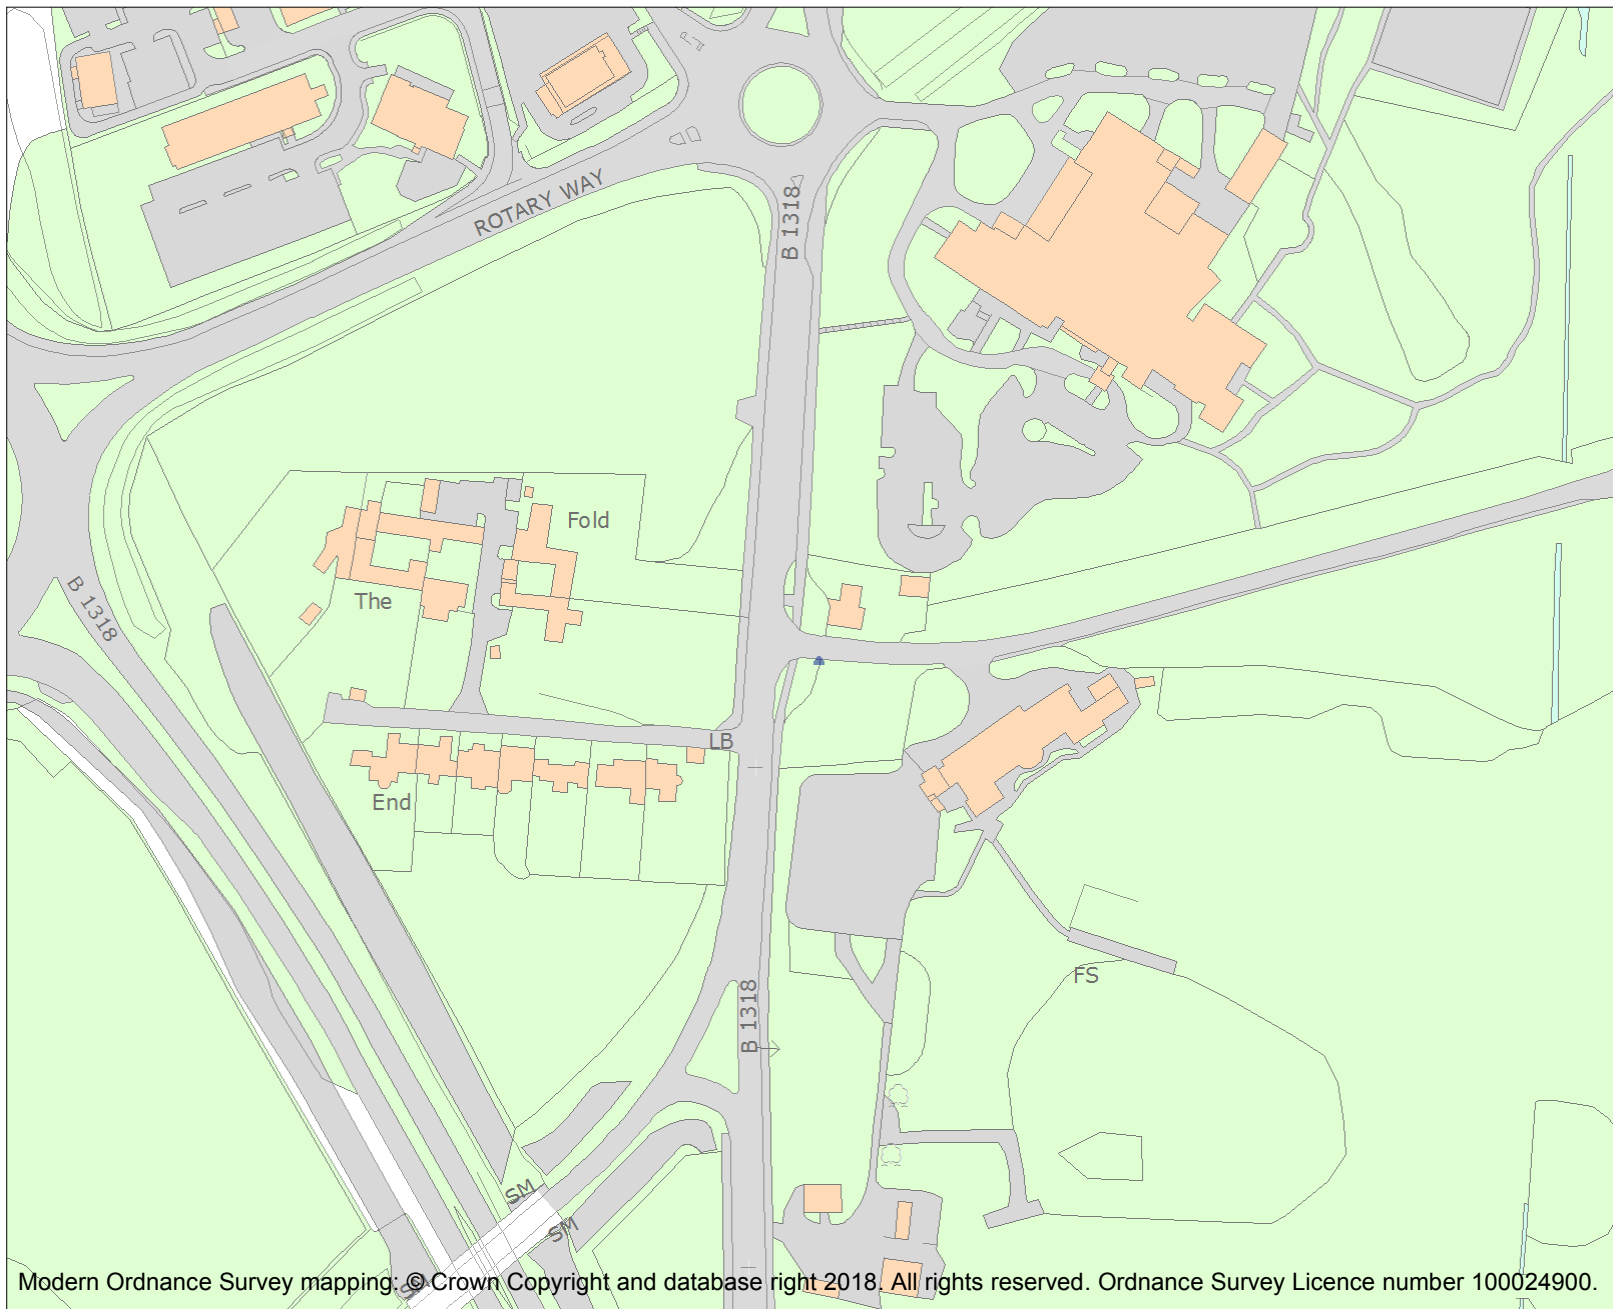 ROTARY WAY
B 1318
Fold
The
B 1318
LB
End
FS
B 1318
SM
SM
Modern Ordnance Survey mapping: © Crown Copyright and database right 2018. All rights reserved. Ordnance Survey Licence number 100024900.